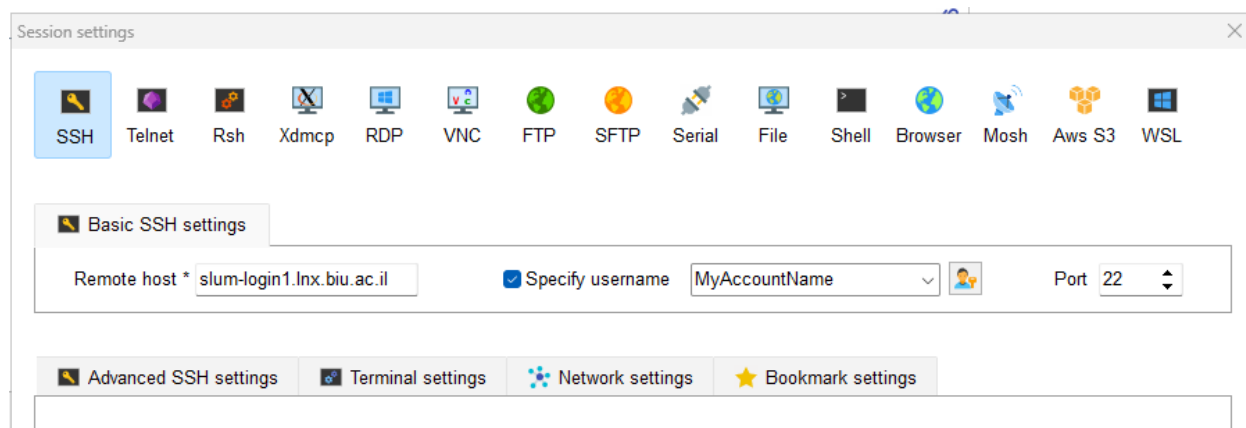 Session settings
SSH Telnet Rsh Xdmcp RDP VNC FTP SFTP Serial File Shell Browser Mosh Aws S3 WSL
Basic SSH settings
Remote host * slum-login1.lnx.biu.ac.il Specify username MyAccountName Port 22
Advanced SSH settings Terminal settings Network settings Bookmark settings